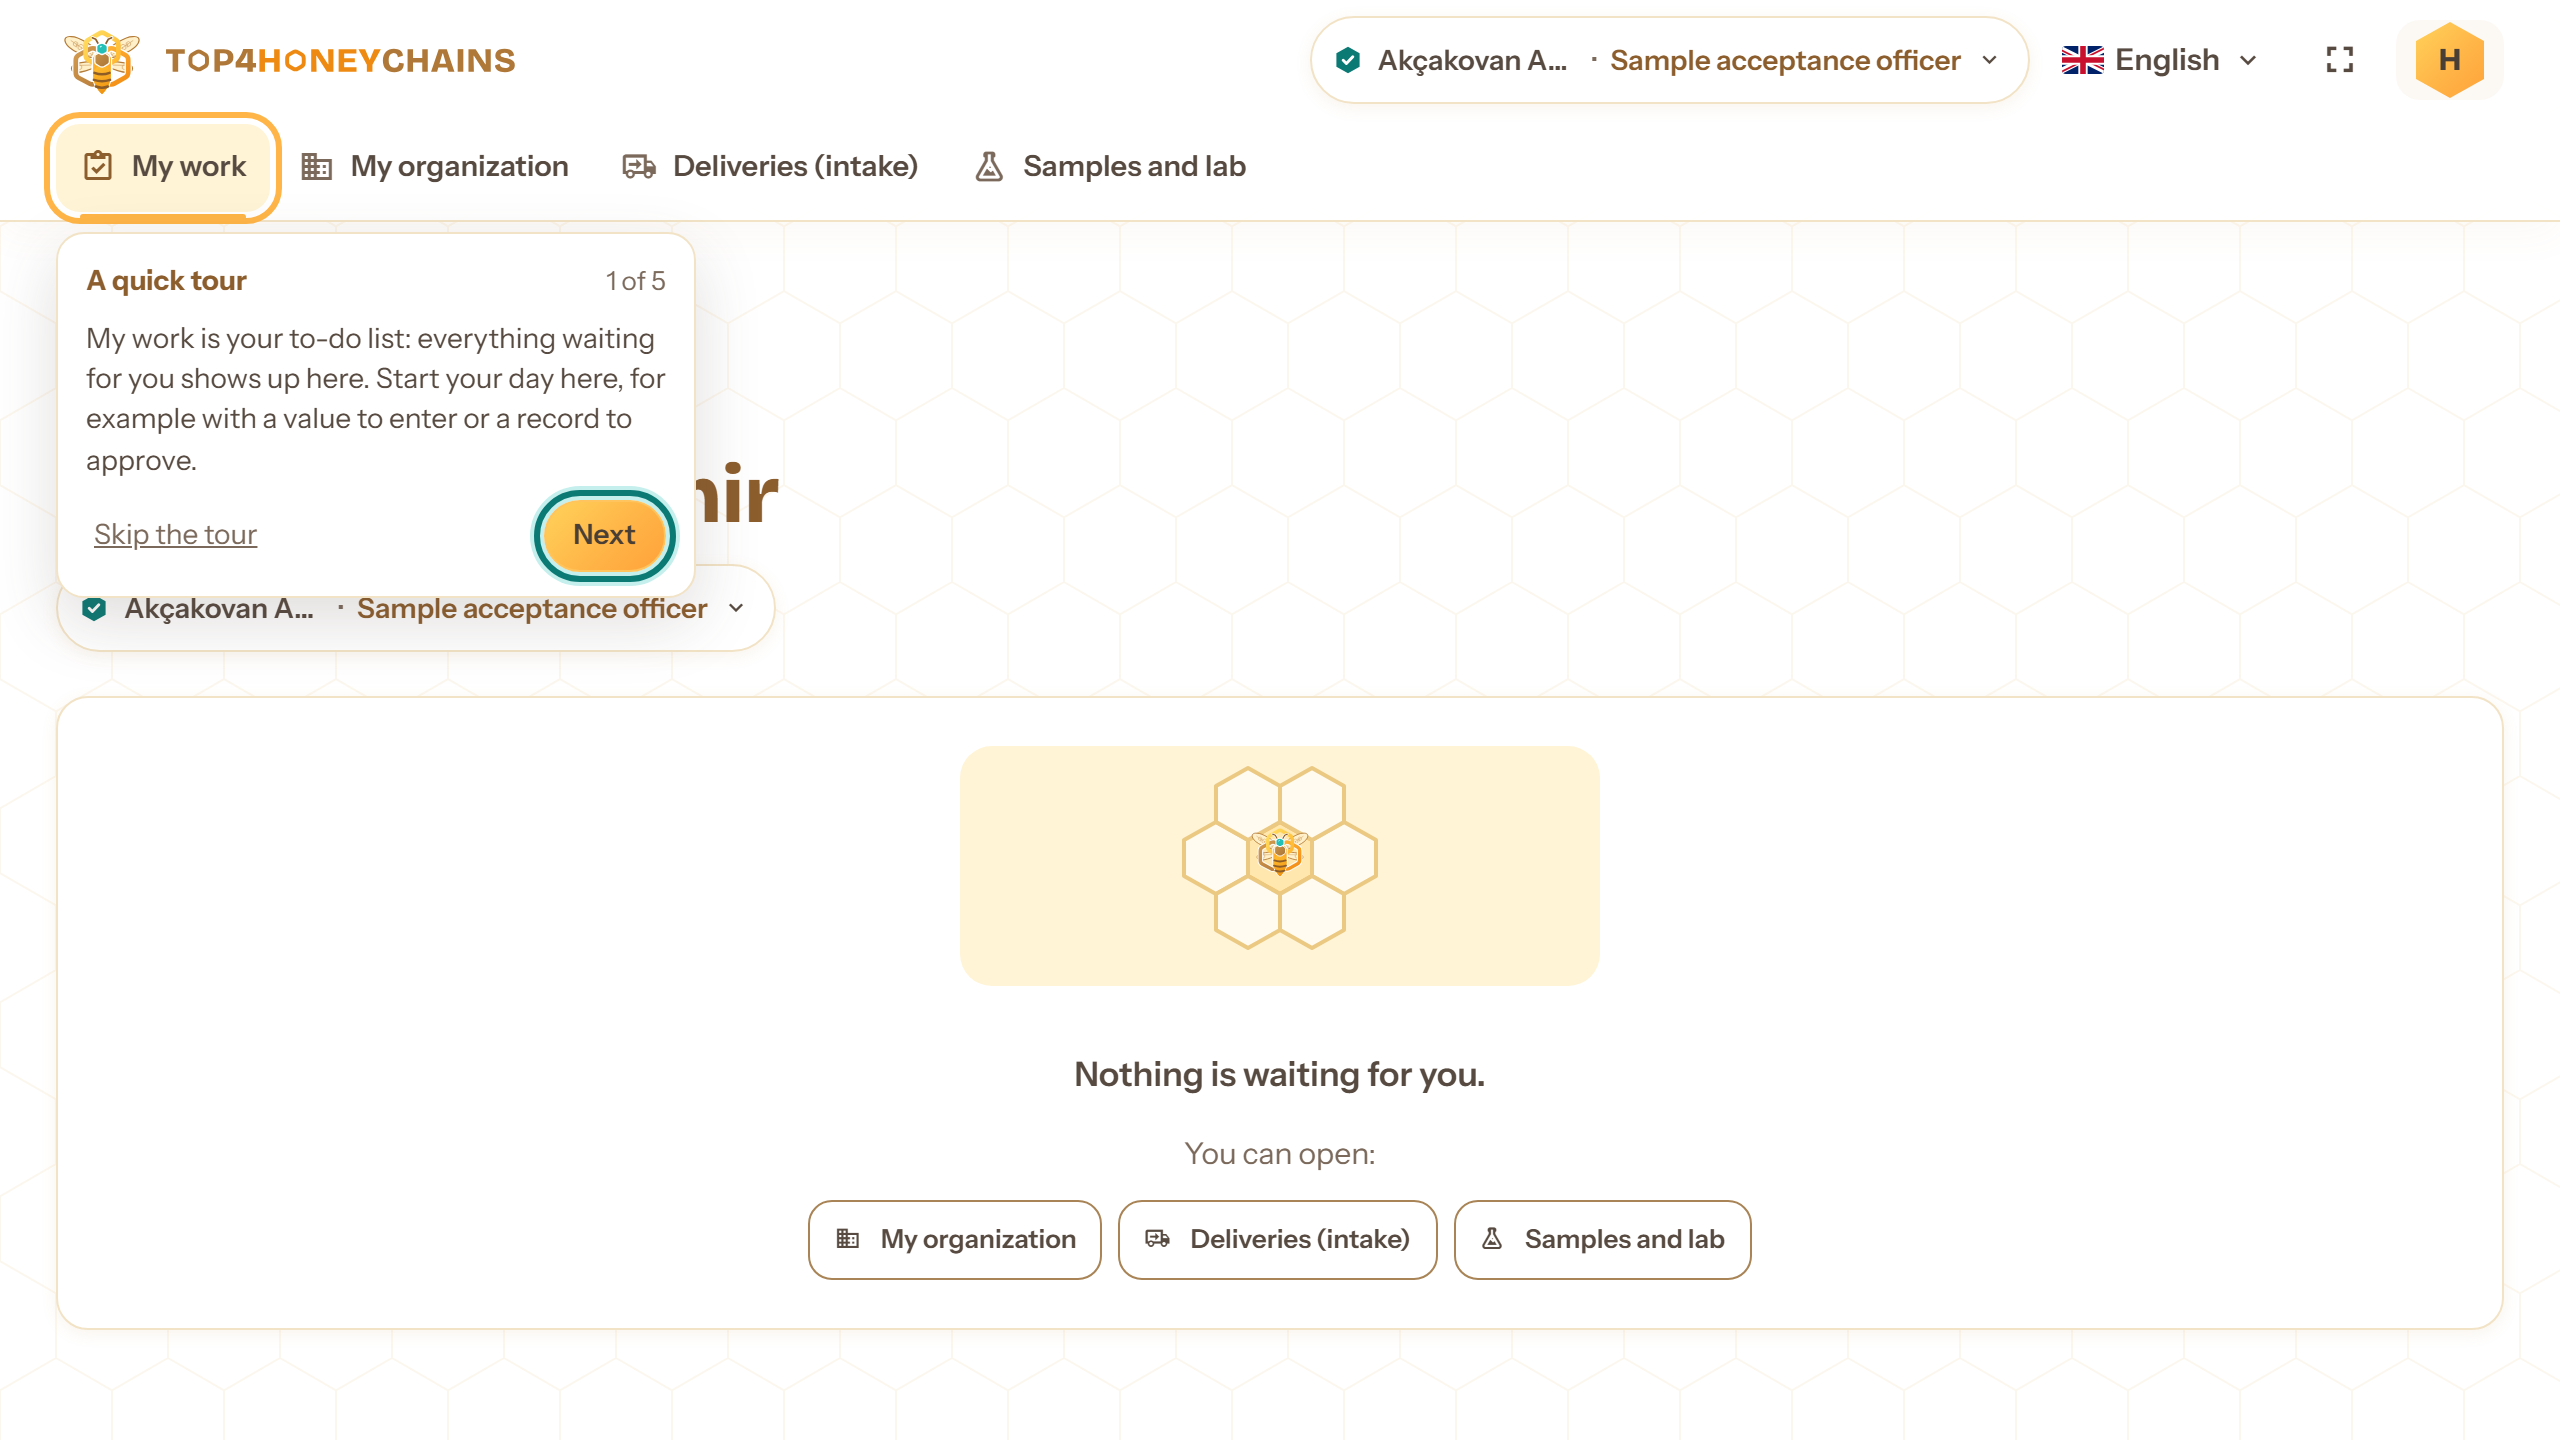 TOP4HONEYCHAINS
Akçakovan A... · Sample acceptance officer
English
H
My work
My organization
Deliveries (intake)
Samples and lab
A quick tour
1 of 5
My work is your to-do list: everything waiting
for you shows up here. Start your day here, for
example with a value to enter or a record to
approve.
Skip the tour
Next
Akçakovan A... · Sample acceptance officer
Nothing is waiting for you.
You can open:
My organization
Deliveries (intake)
Samples and lab